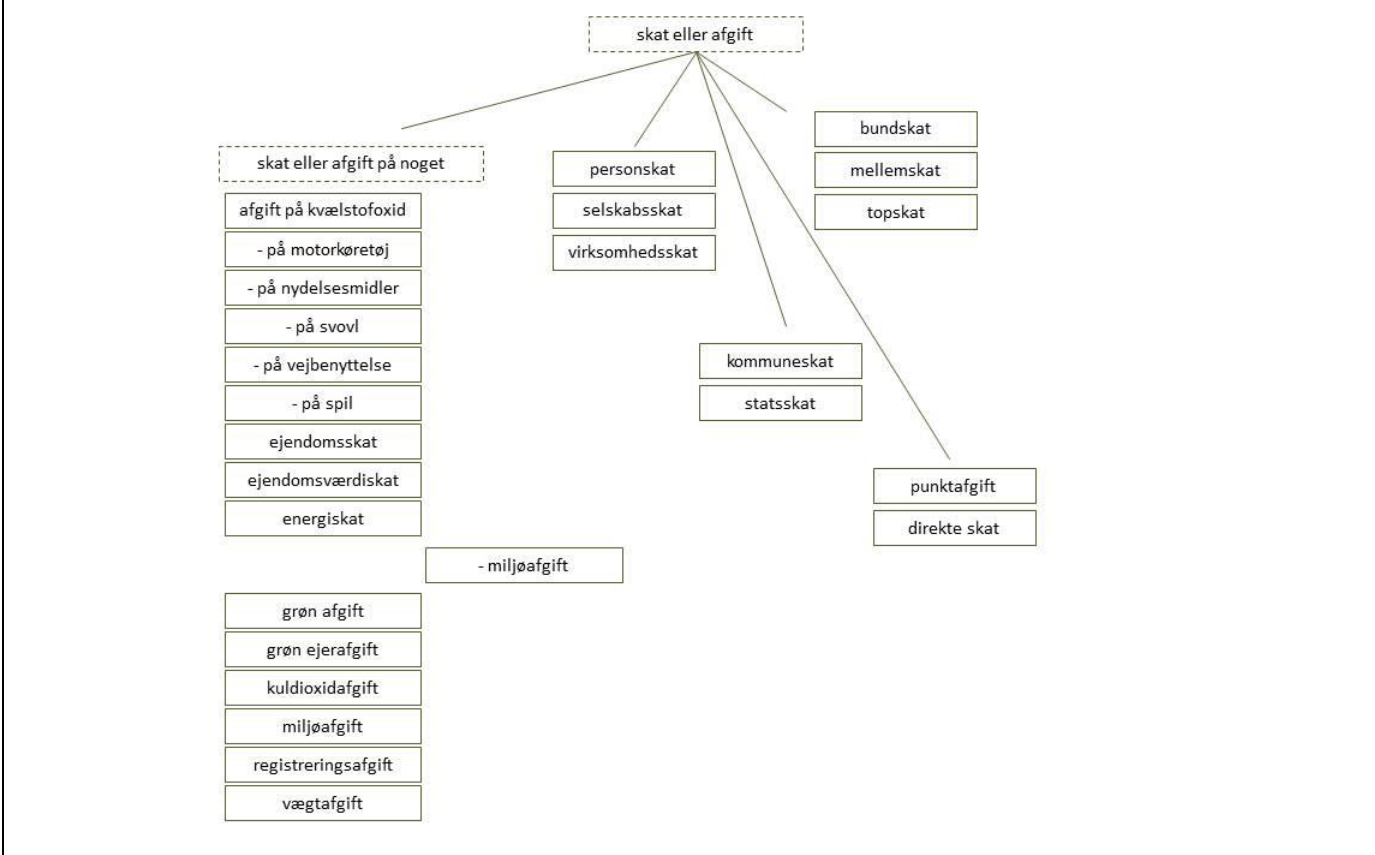 skat eller afgift
skat eller afgift på noget
afgift på kvælstofoxid
- på motorkøretøj
- på nydelsesmidler
- på svovl
- på vejbenyttelse
- på spil
ejendomsskat
ejendomsværdiskat
energiskat
- miljøafgift
grøn afgift
grøn ejerafgift
kuldioxidafgift
miljøafgift
registreringsafgift
vægtafgift
personskat
selskabsskat
virksomhedsskat
kommuneskat
statsskat
punktafgift
direkte skat
bundskat
mellemskat
topskat